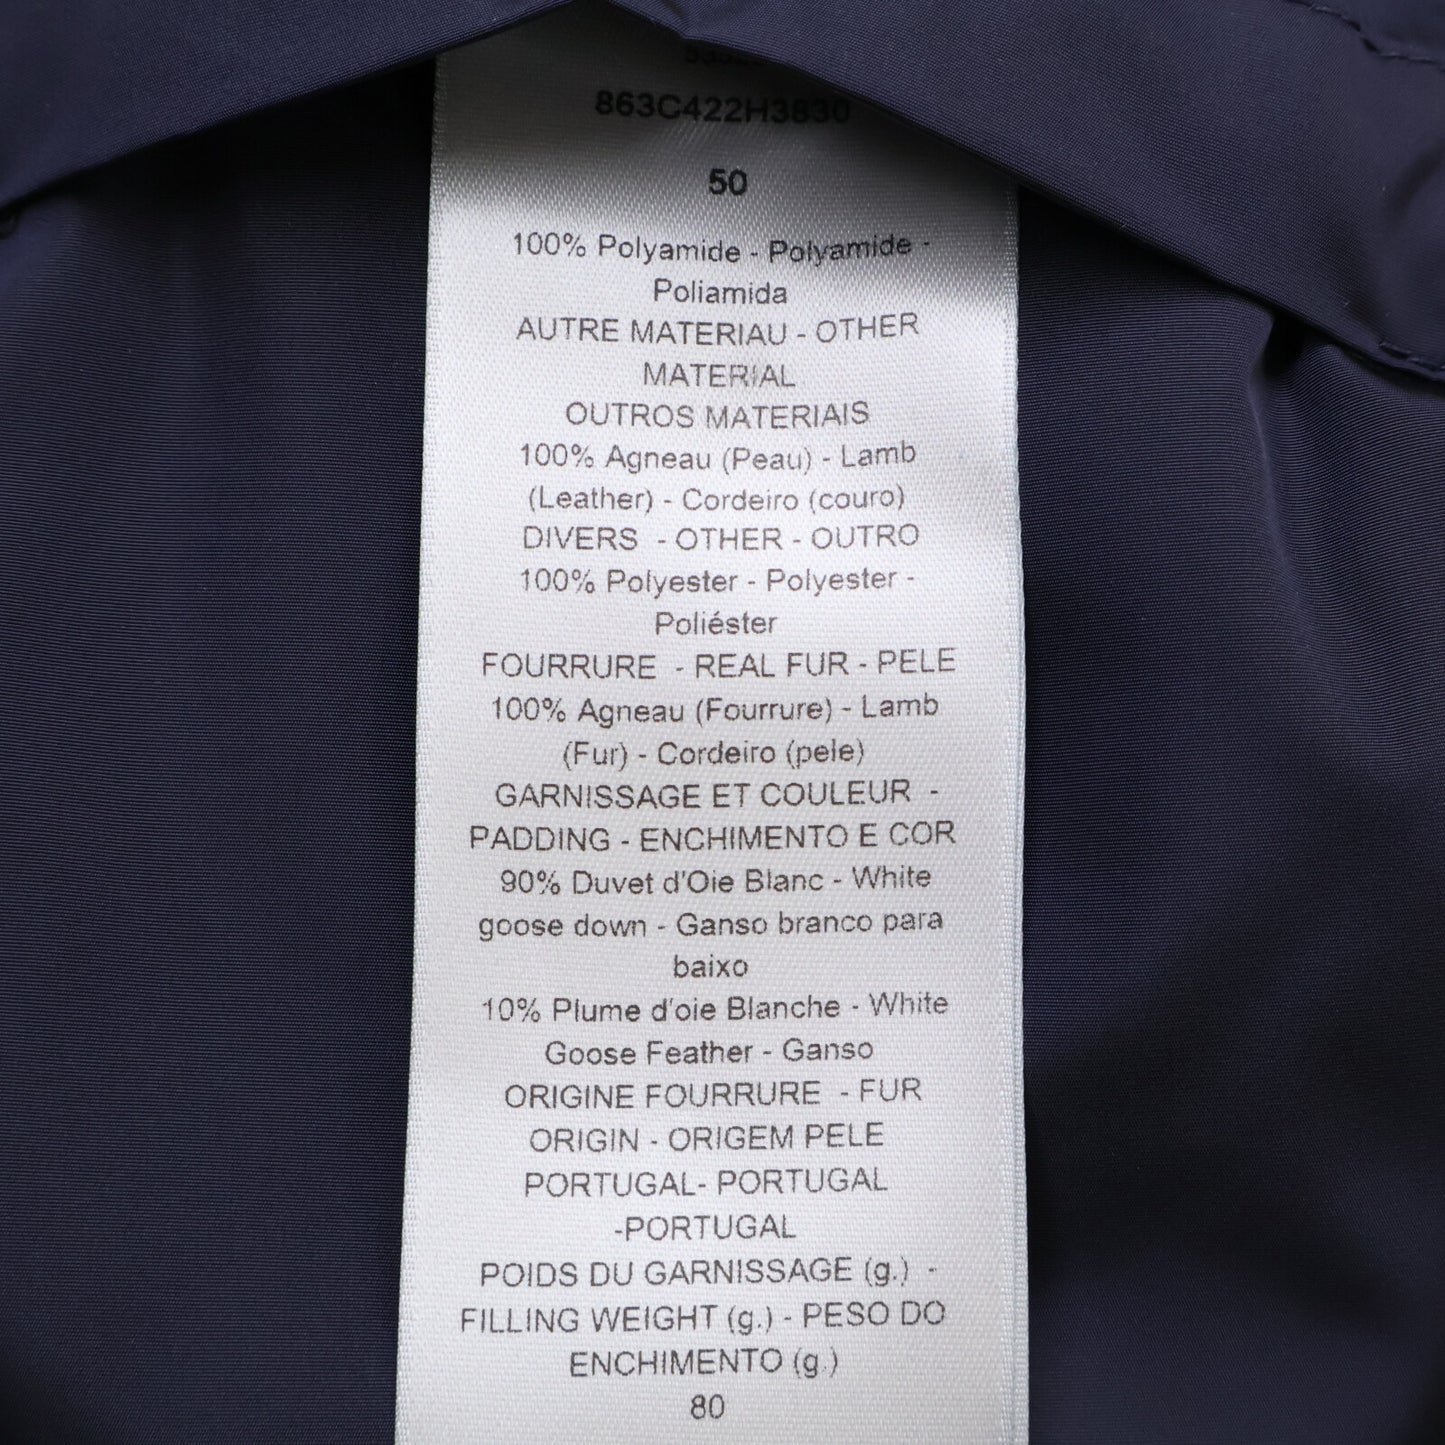 863C422H3830
50
100% Polyamide - Polyamide -
Poliamida
AUTRE MATERIAU - OTHER
MATERIAL
OUTROS MATERIAIS
100% Agneau (Peau) - Lamb
(Leather) - Cordeiro (couro)
DIVERS - OTHER - OUTRO
100% Polyester - Polyester -
Poliéster
FOURRURE - REAL FUR - PELE
100% Agneau (Fourrure) - Lamb
(Fur) - Cordeiro (pele)
GARNISSAGE ET COULEUR -
PADDING - ENCHIMENTO E COR
90% Duvet d'Oie Blanc - White
goose down - Ganso branco para
baixo
10% Plume d'oie Blanche - White
Goose Feather - Ganso
ORIGINE FOURRURE - FUR
ORIGIN - ORIGEM PELE
PORTUGAL- PORTUGAL
-PORTUGAL
POIDS DU GARNISSAGE (g.) -
FILLING WEIGHT (g.) - PESO DO
ENCHIMENTO (g.)
80